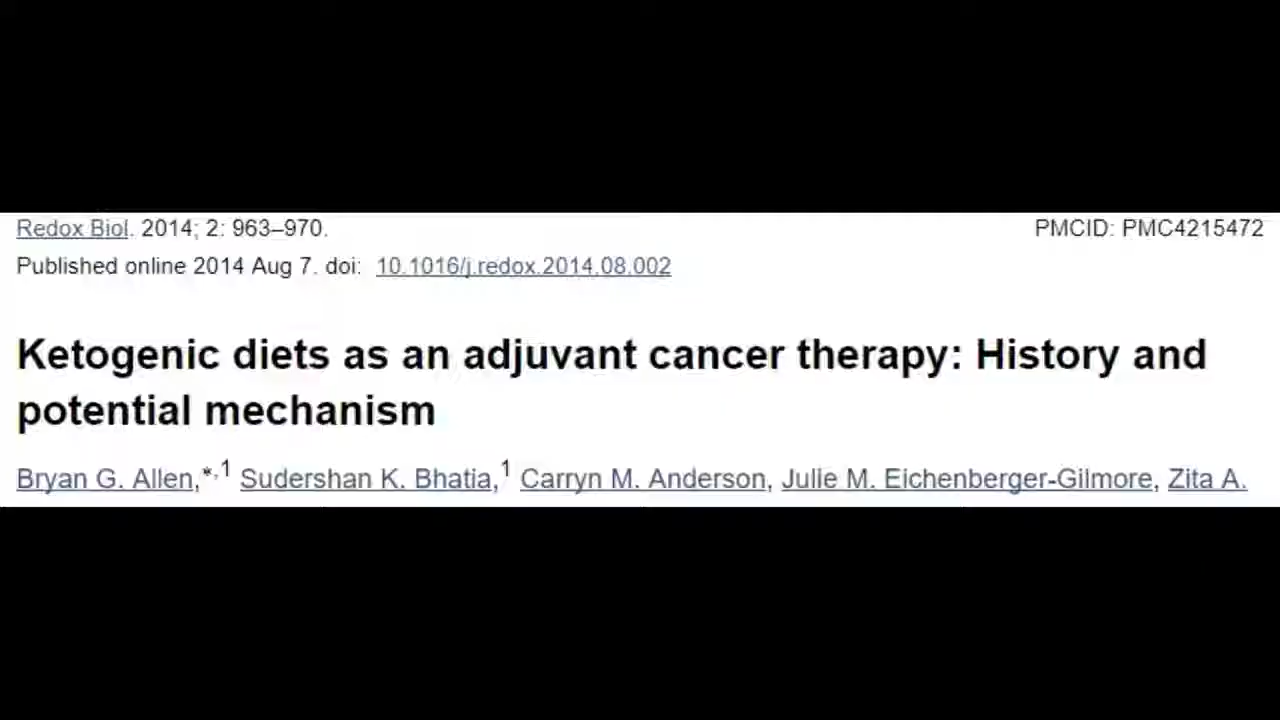 Redox Biol. 2014; 2: 963–970.
PMCID: PMC4215472
Published online 2014 Aug 7. doi: 10.1016/j.redox.2014.08.002
Ketogenic diets as an adjuvant cancer therapy: History and
potential mechanism
Bryan G. Allen,*,1 Sudershan K. Bhatia,1 Carryn M. Anderson, Julie M. Eichenberger-Gilmore, Zita A.